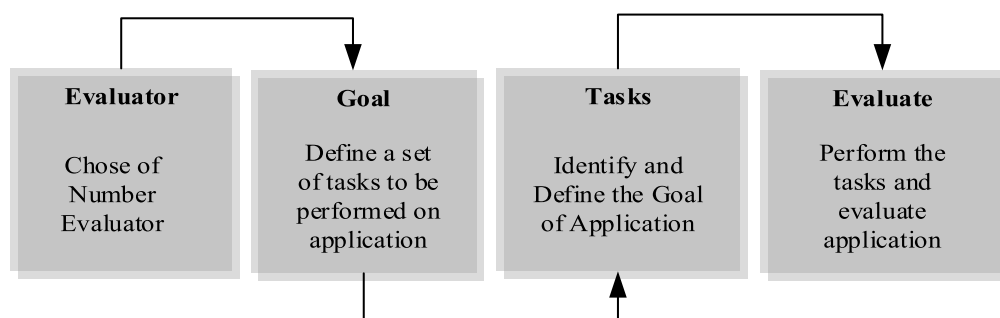 Evaluator
Chose of
Number
Evaluator
Goal
Define a set
of tasks to be
performed on
application
Tasks
Identify and
Define the Goal
of Application
Evaluate
Perform the
tasks and
evaluate
application